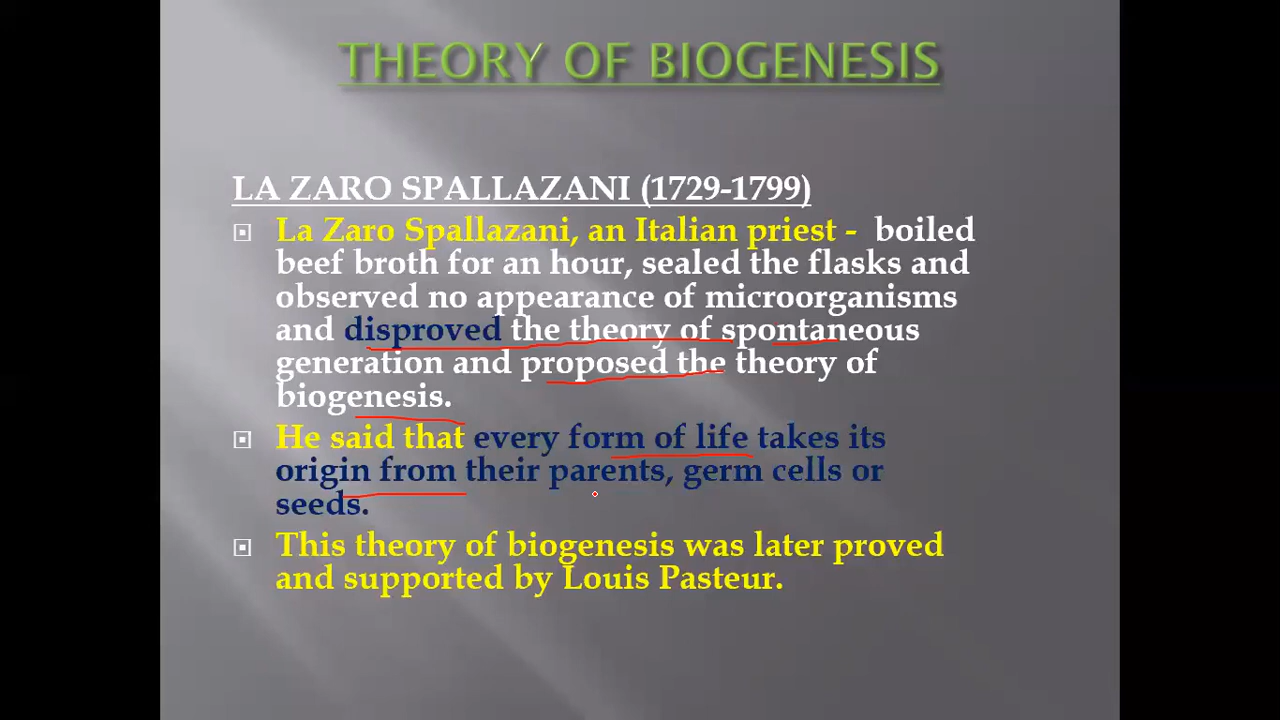 THEORY OF BIOGENESIS
LA ZARO SPALLAZANI (1729-1799)
La Zaro Spallazani, an Italian priest - boiled
beef broth for an hour, sealed the flasks and
observed no appearance of microorganisms
and disproved the theory of spontaneous
generation and proposed the theory of
biogenesis.
He said that every form of life takes its
origin from their parents, germ cells or
seeds.
This theory of biogenesis was later proved
and supported by Louis Pasteur.